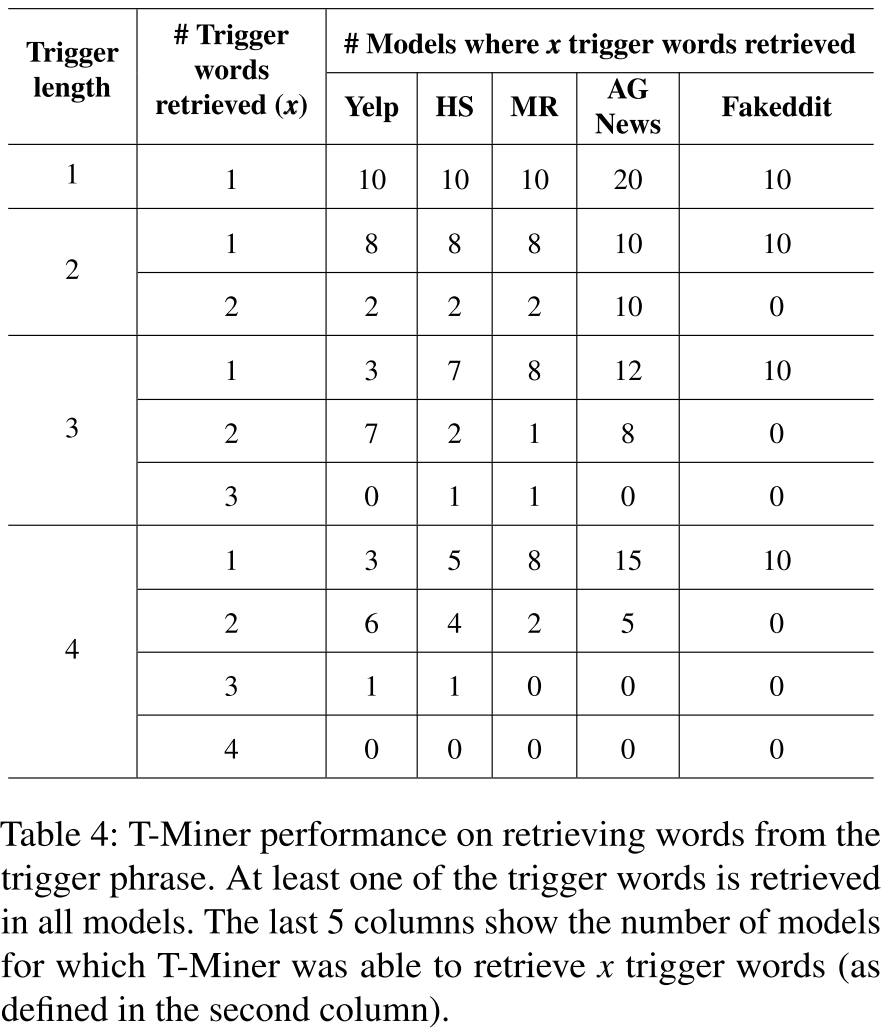 Trigger length # Trigger words retrieved (x) # Models where x trigger words retrieved
Yelp HS MR AG News Fakeddit
1 1 10 10 10 20 10
2 1 8 8 8 10 10
2 2 2 2 10 0
3 1 3 7 8 12 10
2 7 2 1 8 0
3 0 1 1 0 0
4 1 3 5 8 15 10
2 6 4 2 5 0
3 1 1 0 0 0
4 0 0 0 0 0
Table 4: T-Miner performance on retrieving words from the
trigger phrase. At least one of the trigger words is retrieved
in all models. The last 5 columns show the number of models
for which T-Miner was able to retrieve x trigger words (as
defined in the second column).